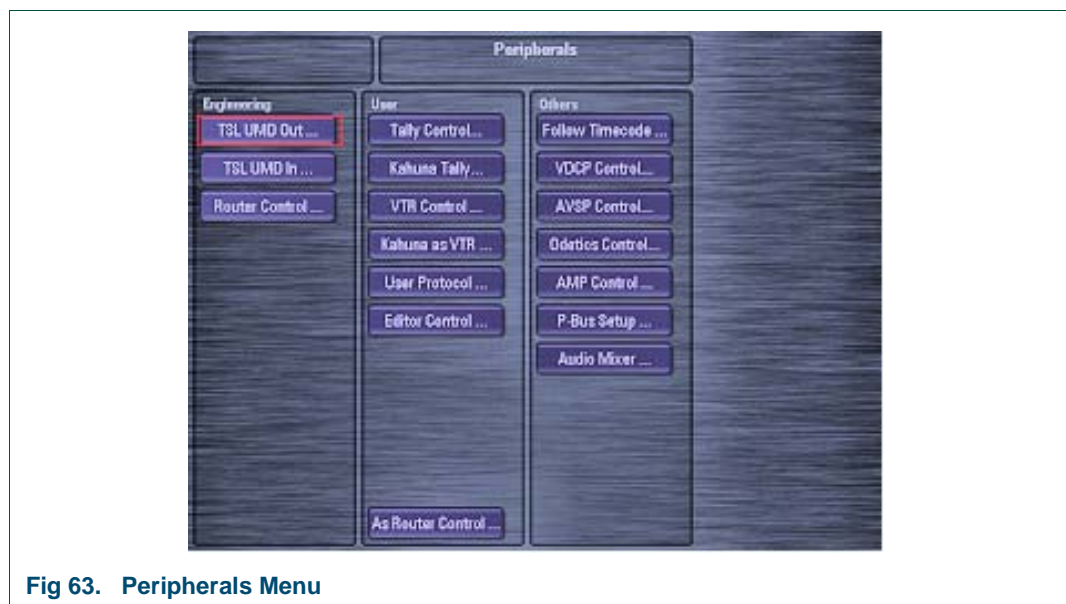 Peripherals
Engineering
TSL UMD Out ...
TSL UMD In ...
Router Control ...
User
Tally Control...
Kahuna Tally...
VTR Control ...
Kahuna as VTR ...
User Protocol ...
Editor Control ...
As Router Control ...
Others
Follow Timecode ...
VDCP Control...
AVSP Control...
Odetics Control...
AMP Control ...
P-Bus Setup ...
Audio Mixer ...
Fig 63. Peripherals Menu